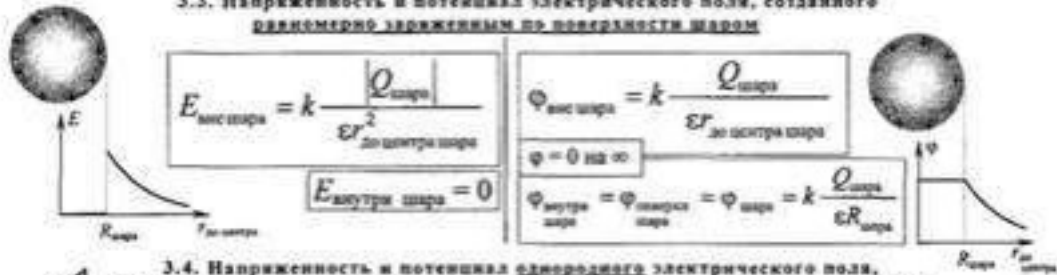 3.3. Напряженность и потенциал электрического поля, созданного
равномерно заряженным по поверхности шаром
E
R шара
r до центра
E вне шара = k |Q шара| / εr² до центра шара
E внутри шара = 0
φ вне шара = k Q шара / εr до центра шара
φ = 0 на ∞
φ внутри шара = φ поверхн шара = φ шара = k Q шара / εR шара
φ
R шара
r до центра
3.4. Напряженность и потенциал однородного электрического поля,